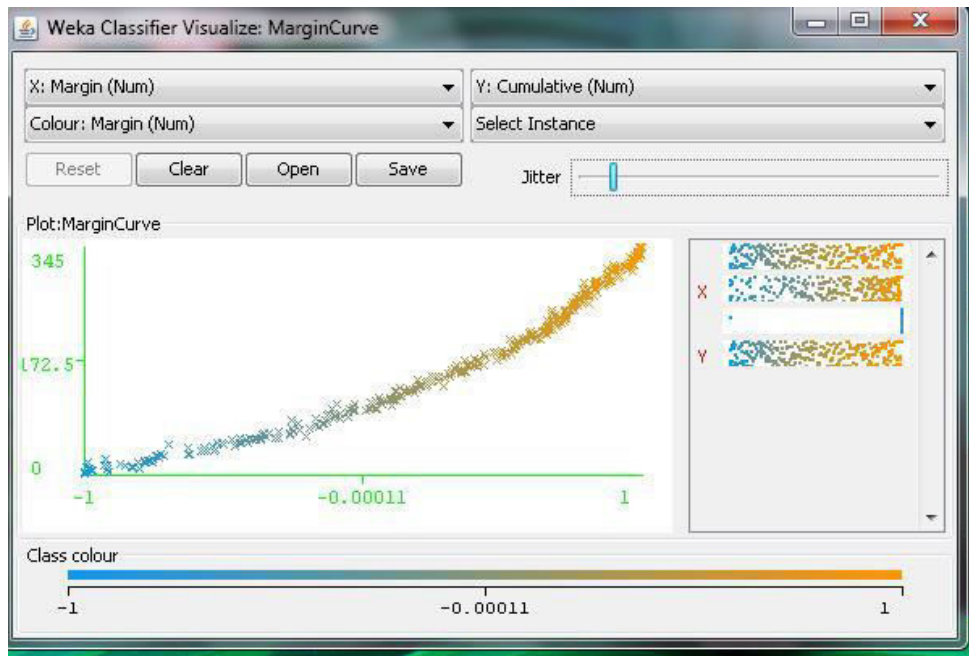 Weka Classifier Visualize: MarginCurve
X: Margin (Num)
Y: Cumulative (Num)
Colour: Margin (Num)
Select Instance
Reset
Clear
Open
Save
Jitter
Plot:MarginCurve
345
172.5
0
-1
-0.00011
1
X
Y
Class colour
-1
-0.00011
1